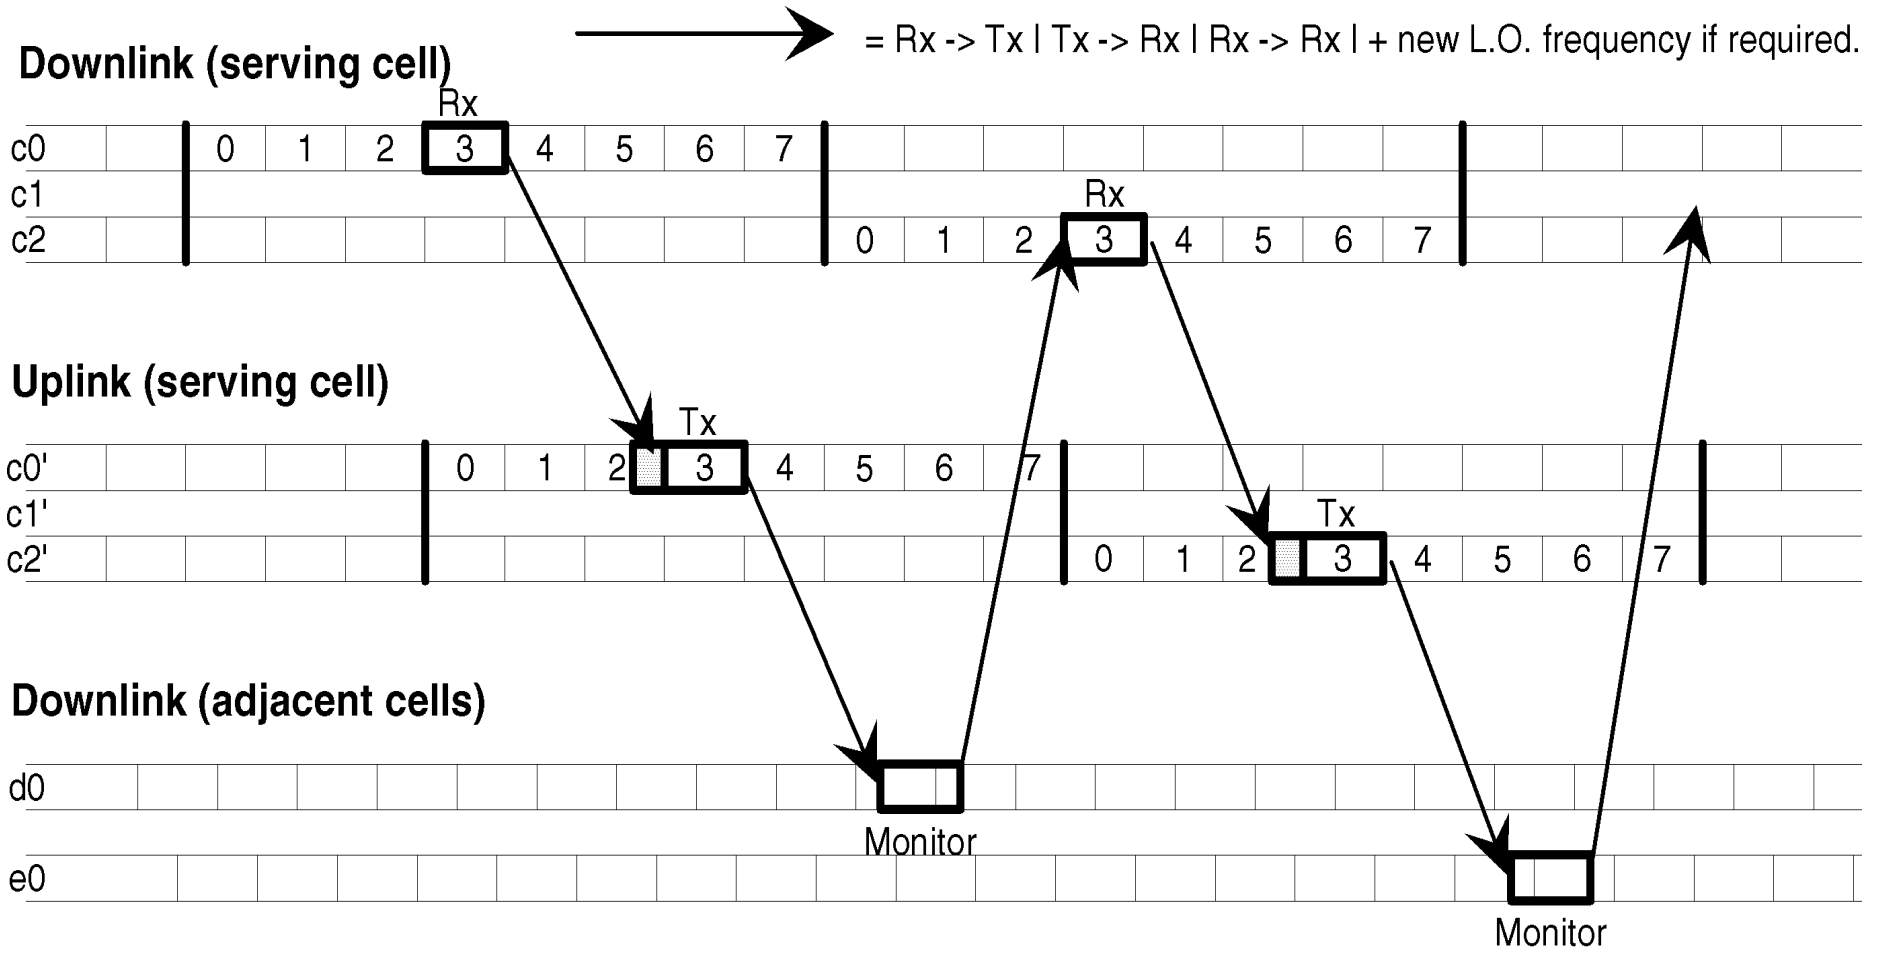 = Rx -> Tx | Tx -> Rx | Rx -> Rx | + new L.O. frequency if required.
Downlink (serving cell)
Rx
c0 0 1 2 3 4 5 6 7
c1 Rx
c2 0 1 2 3 4 5 6 7
Uplink (serving cell)
Tx
c0' 0 1 2 3 4 5 6 7
c1' Tx
c2' 0 1 2 3 4 5 6 7
Downlink (adjacent cells)
d0
Monitor
e0
Monitor